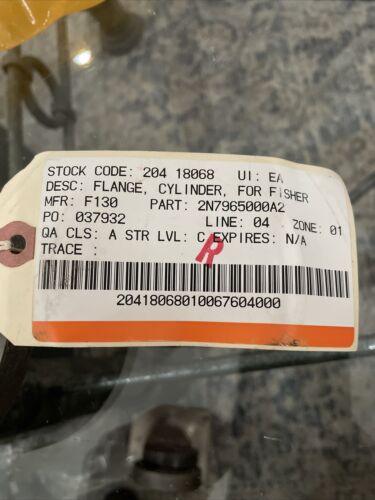 STOCK CODE: 204 18068 UI: EA
DESC: FLANGE, CYLINDER, FOR FISHER
MFR: F130 PART: 2N7965000A2
PO: 037932 LINE: 04 ZONE: 01
QA CLS: A STR LVL: C EXPIRES: N/A
TRACE :
R
20418068010067604000